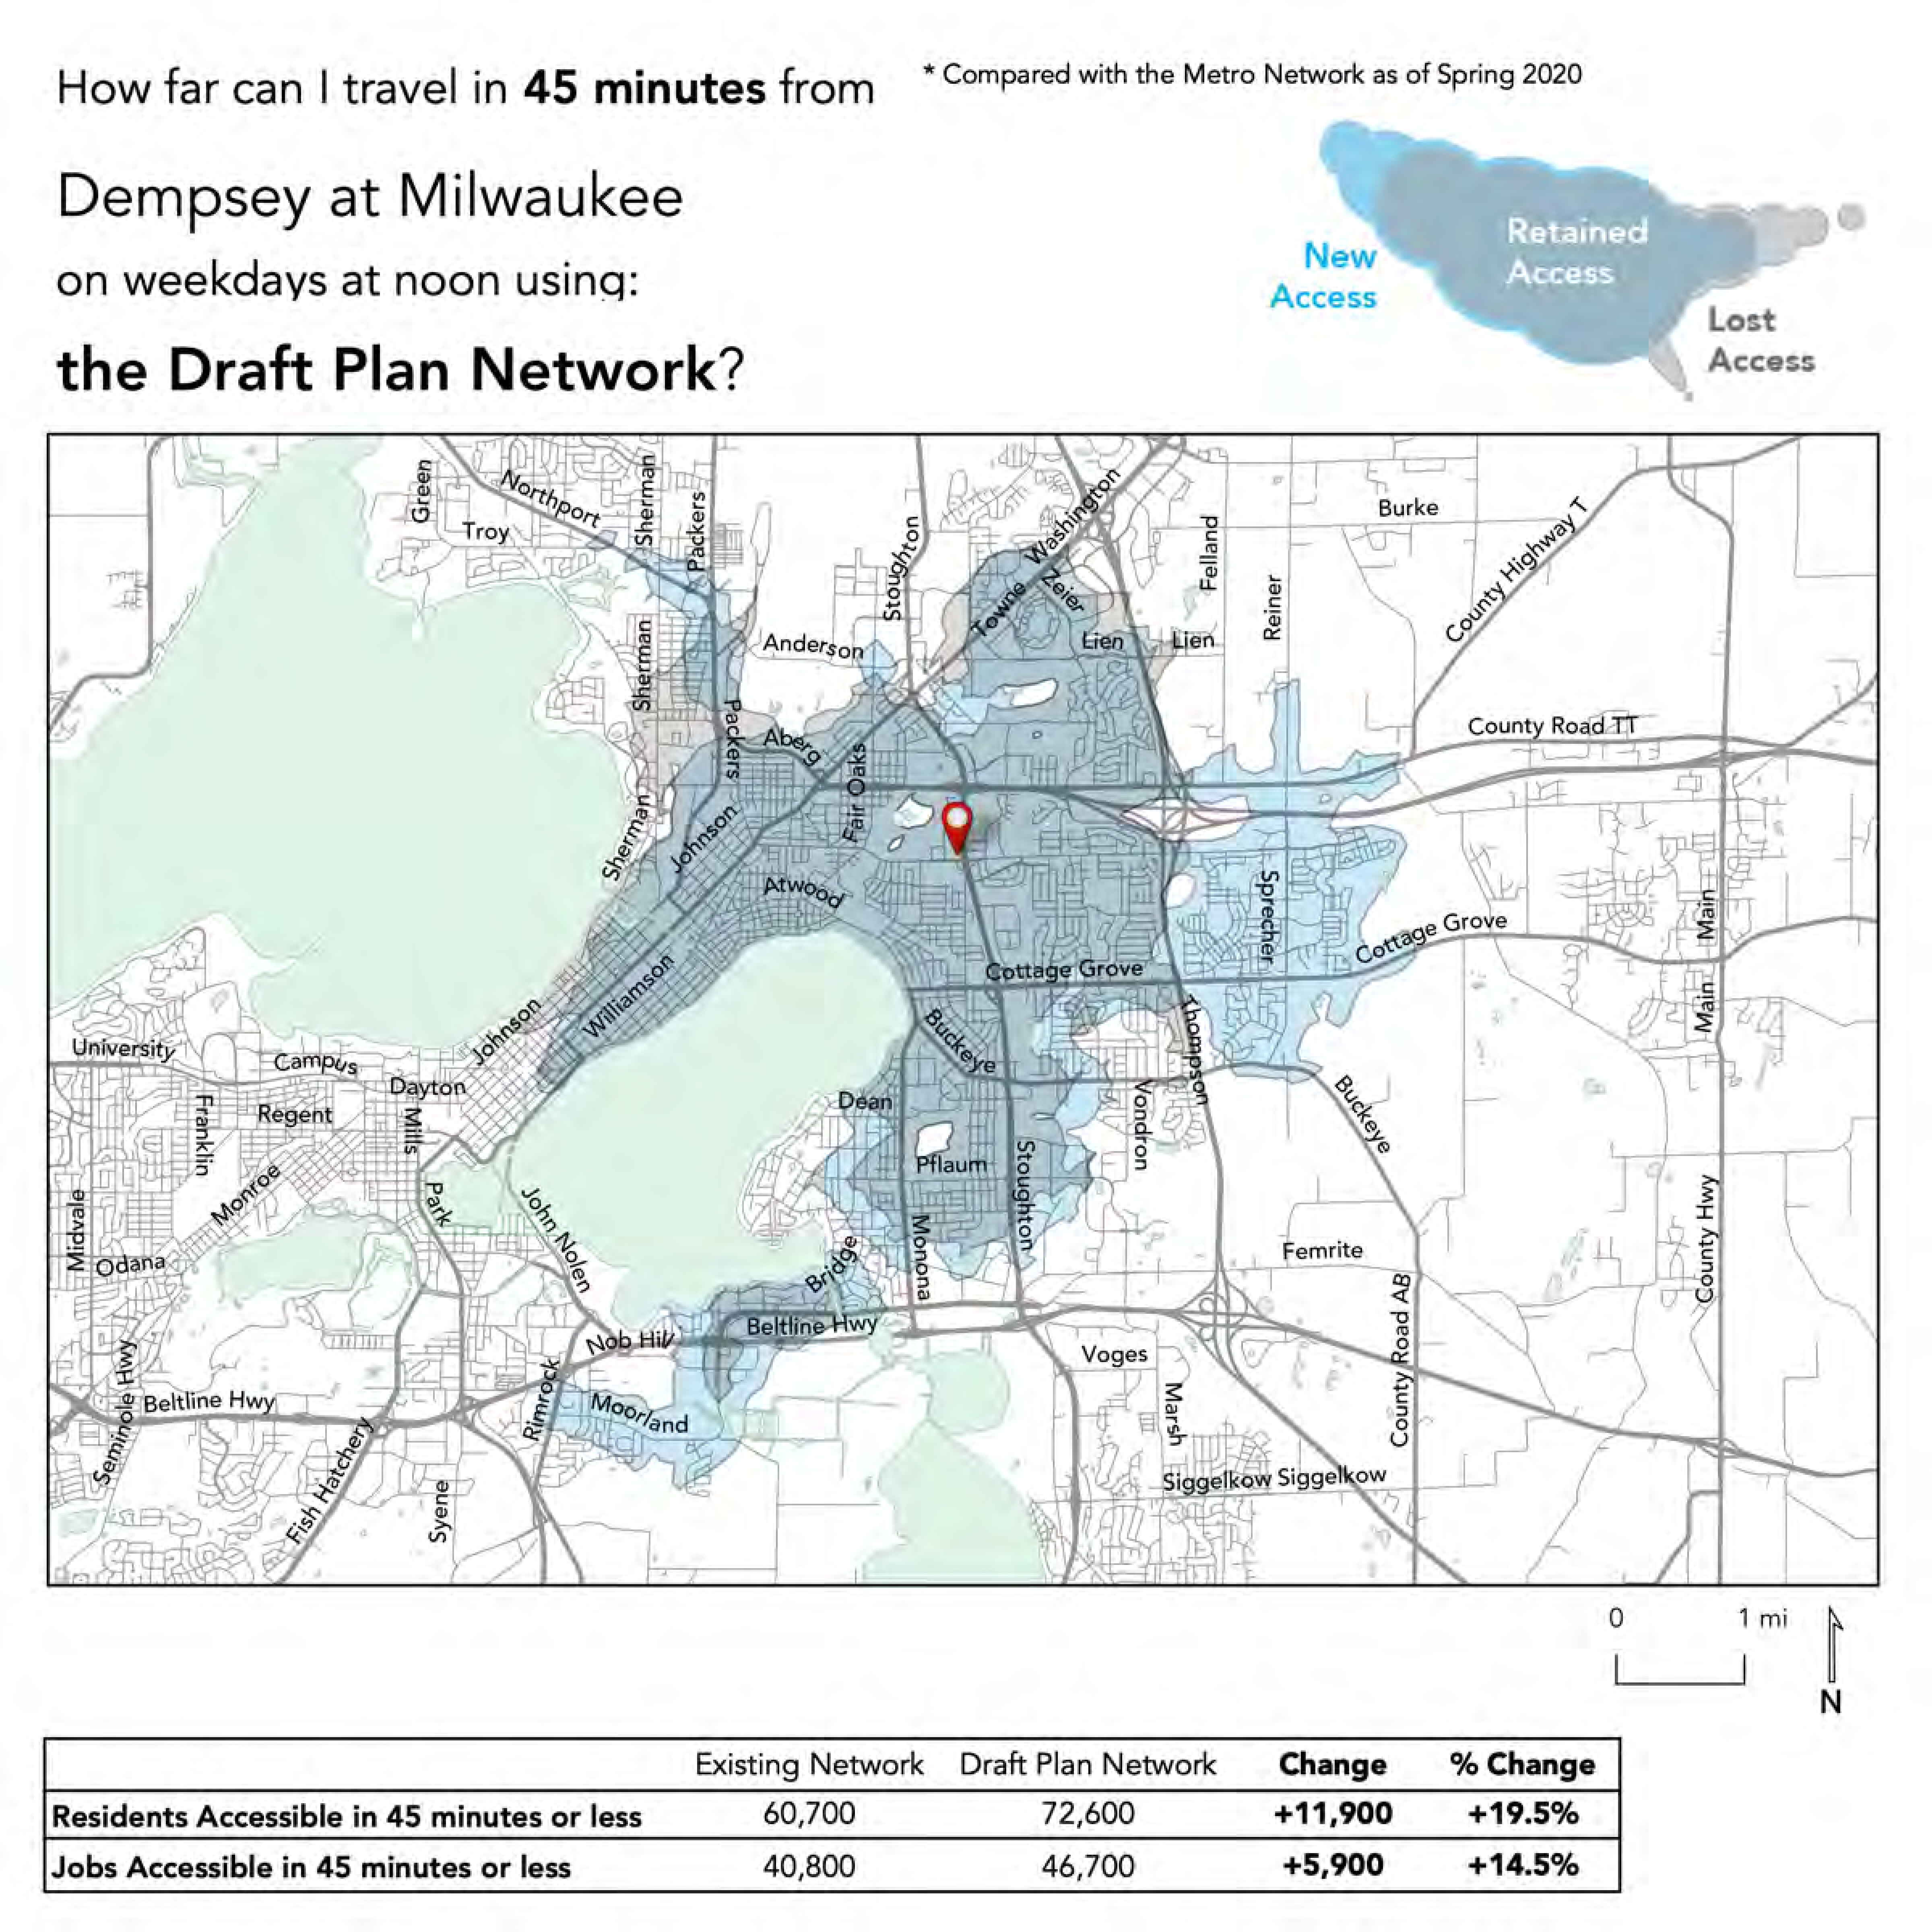 How far can I travel in 45 minutes from
* Compared with the Metro Network as of Spring 2020
Dempsey at Milwaukee
on weekdays at noon using:
the Draft Plan Network?
New
Access
Retained
Access
Lost
Access
Green
Northport
Troy
Sherman
Packers
Stoughton
Washington
Burke
County Highway T
Felland
Reiner
Zeier
Towne
Anderson
Lien
Lien
Sherman
Packers
Aberg
Fair Oaks
County Road TT
Johnson
Sherman
Atwood
Sprecher
Cottage Grove
Main
Cottage Grove
Williamson
Johnson
Main
University
Campus
Dayton
Buckeye
Thompson
Franklin
Regent
Mills
Dean
Vondron
Buckeye
Monroe
Pflaum
Stoughton
Midvale
Park
John Nolen
Monona
County Hwy
Odana
Bridge
Femrite
Nob Hill
Beltline Hwy
County Road AB
Voges
Seminole Hwy
Beltline Hwy
Rimrock
Moorland
Marsh
Fish Hatchery
Syene
Siggelkow Siggelkow
0 1 mi
N
Existing Network Draft Plan Network Change % Change
Residents Accessible in 45 minutes or less 60,700 72,600 +11,900 +19.5%
Jobs Accessible in 45 minutes or less 40,800 46,700 +5,900 +14.5%